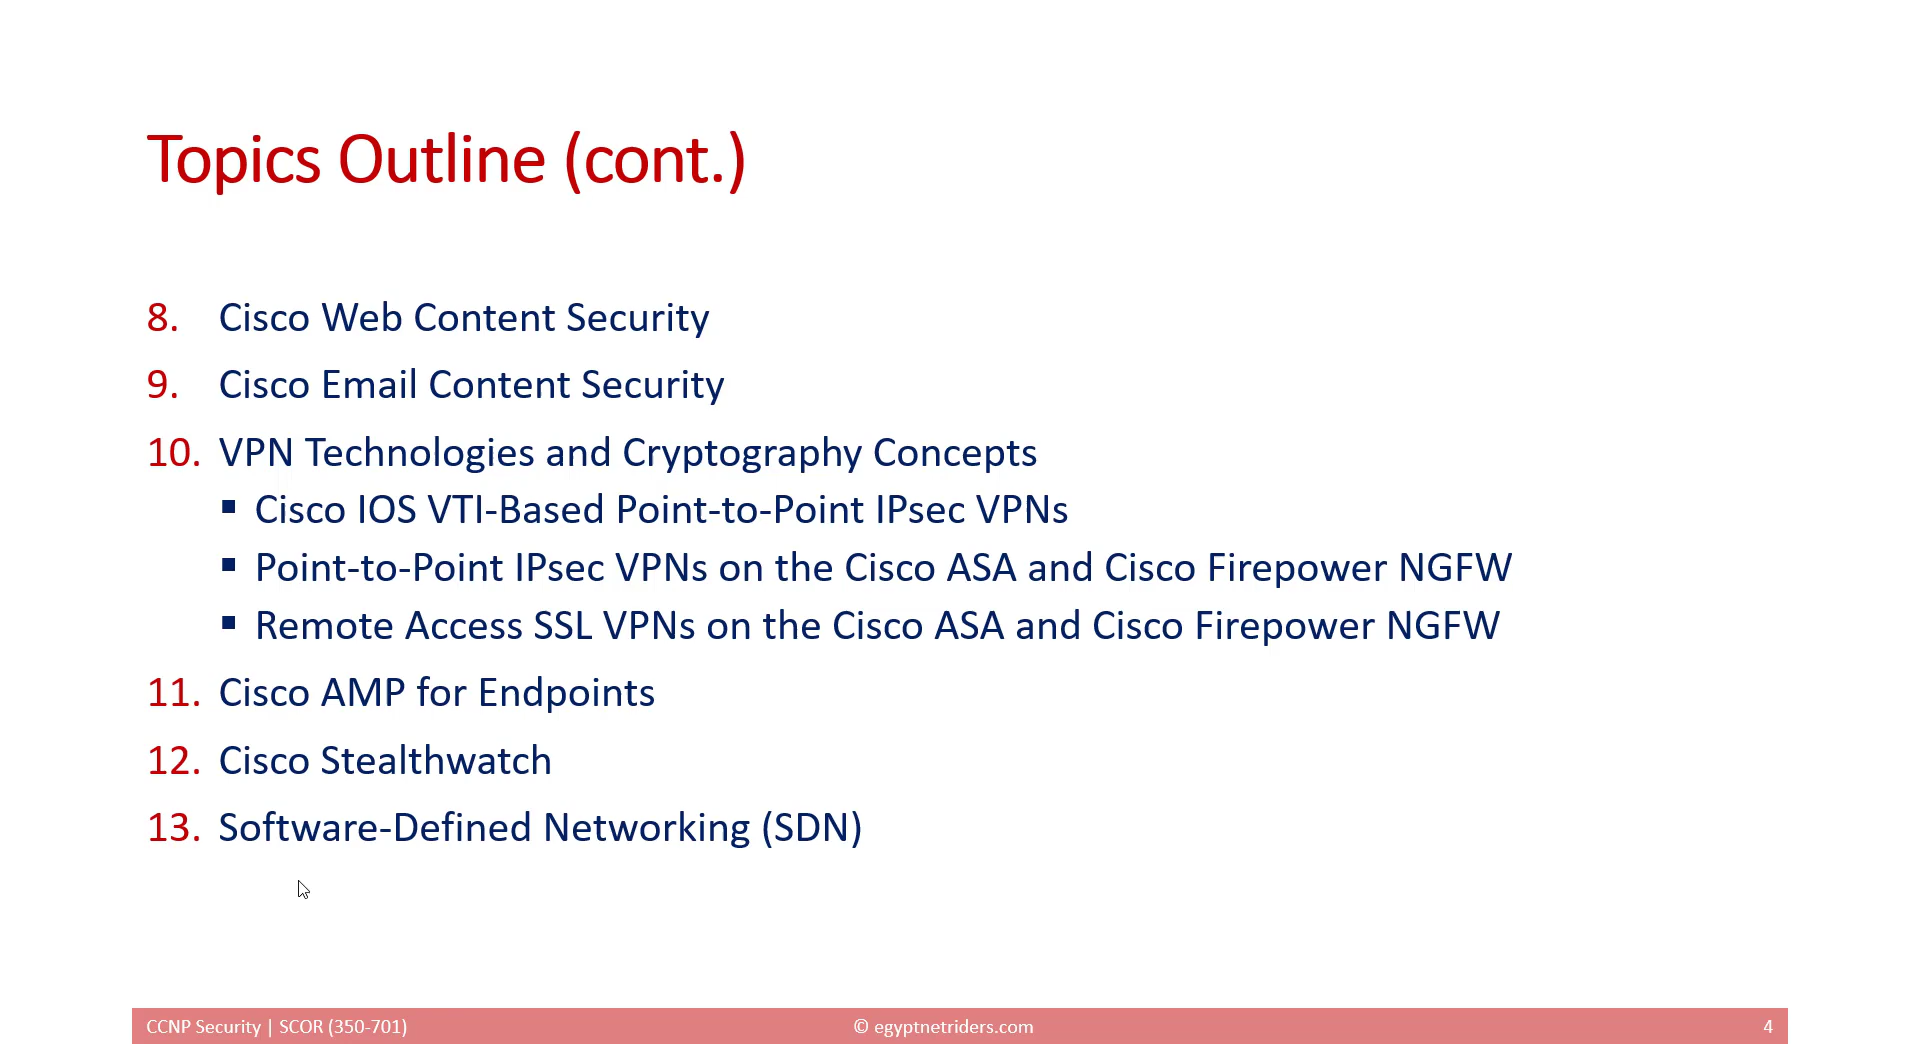 Topics Outline (cont.)
8. Cisco Web Content Security
9. Cisco Email Content Security
10. VPN Technologies and Cryptography Concepts
▪ Cisco IOS VTI-Based Point-to-Point IPsec VPNs
▪ Point-to-Point IPsec VPNs on the Cisco ASA and Cisco Firepower NGFW
▪ Remote Access SSL VPNs on the Cisco ASA and Cisco Firepower NGFW
11. Cisco AMP for Endpoints
12. Cisco Stealthwatch
13. Software-Defined Networking (SDN)
CCNP Security | SCOR (350-701) © egyptnetriders.com 4